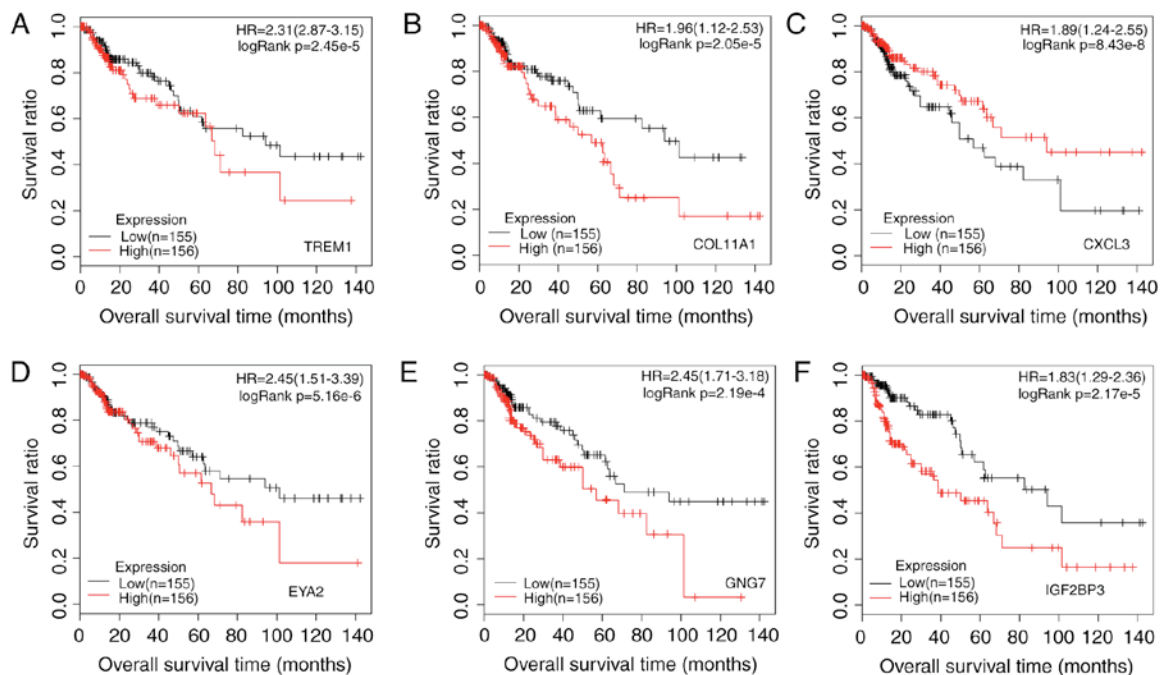 A
HR=2.31(2.87-3.15)
logRank p=2.45e-5
Survival ratio
1.0
0.8
0.6
0.4
0.2
0.0
Expression
Low(n=155)
High(n=156)
TREM1
0 20 40 60 80 100 120 140
Overall survival time (months)
B
HR=1.96(1.12-2.53)
logRank p=2.05e-5
Survival ratio
1.0
0.8
0.6
0.4
0.2
0.0
Expression
Low (n=155)
High (n=156)
COL11A1
0 20 40 60 80 100 120 140
Overall survival time (months)
C
HR=1.89(1.24-2.55)
logRank p=8.43e-8
Survival ratio
1.0
0.8
0.6
0.4
0.2
0.0
Expression
Low (n=155)
High (n=156)
CXCL3
0 20 40 60 80 100 120 140
Overall survival time (months)
D
HR=2.45(1.51-3.39)
logRank p=5.16e-6
Survival ratio
1.0
0.8
0.6
0.4
0.2
0.0
Expression
Low(n=155)
High(n=156)
EYA2
0 20 40 60 80 100 120 140
Overall survival time (months)
E
HR=2.45(1.71-3.18)
logRank p=2.19e-4
Survival ratio
1.0
0.8
0.6
0.4
0.2
0.0
Low(n=155)
High(n=156)
GNG7
0 20 40 60 80 100 120 140
Overall survival time (months)
F
HR=1.83(1.29-2.36)
logRank p=2.17e-5
Survival ratio
1.0
0.8
0.6
0.4
0.2
0.0
Expression
Low(n=155)
High(n=156)
IGF2BP3
0 20 40 60 80 100 120 140
Overall survival time (months)